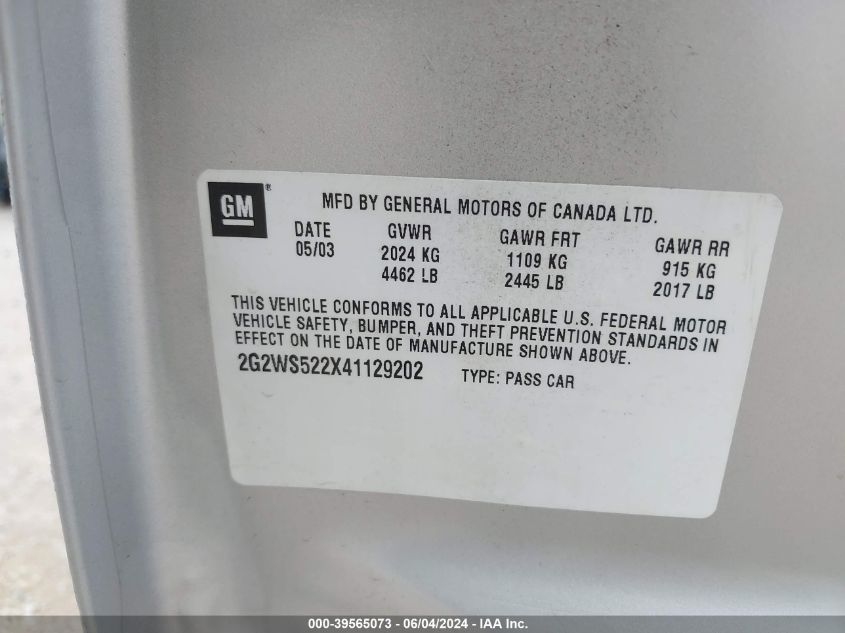 GM®
MFD BY GENERAL MOTORS OF CANADA LTD.
DATE GVWR GAWR FRT GAWR RR
05/03 2024 KG 1109 KG 915 KG
4462 LB 2445 LB 2017 LB
THIS VEHICLE CONFORMS TO ALL APPLICABLE U.S. FEDERAL MOTOR
VEHICLE SAFETY, BUMPER, AND THEFT PREVENTION STANDARDS IN
EFFECT ON THE DATE OF MANUFACTURE SHOWN ABOVE.
2G2WS522X41129202 TYPE: PASS CAR
000-39565073 - 06/04/2024 - IAA Inc.